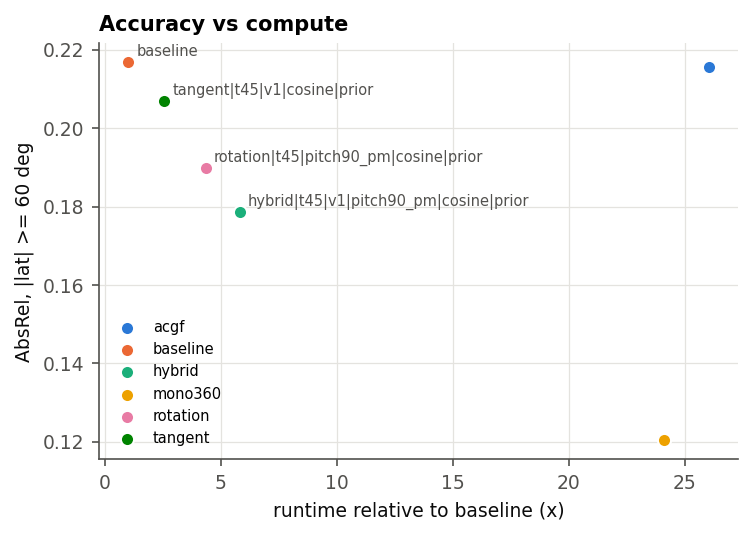 Accuracy vs compute
0.22
0.20
0.18
0.16
0.14
0.12
AbsRel, ||lat| >= 60 deg
baseline
tangent|t45|v1|cosine|prior
rotation|t45|pitch90_pm|cosine|prior
hybrid|t45|v1|pitch90_pm|cosine|prior
acgf
baseline
hybrid
mono360
rotation
tangent
0 5 10 15 20 25
runtime relative to baseline (x)